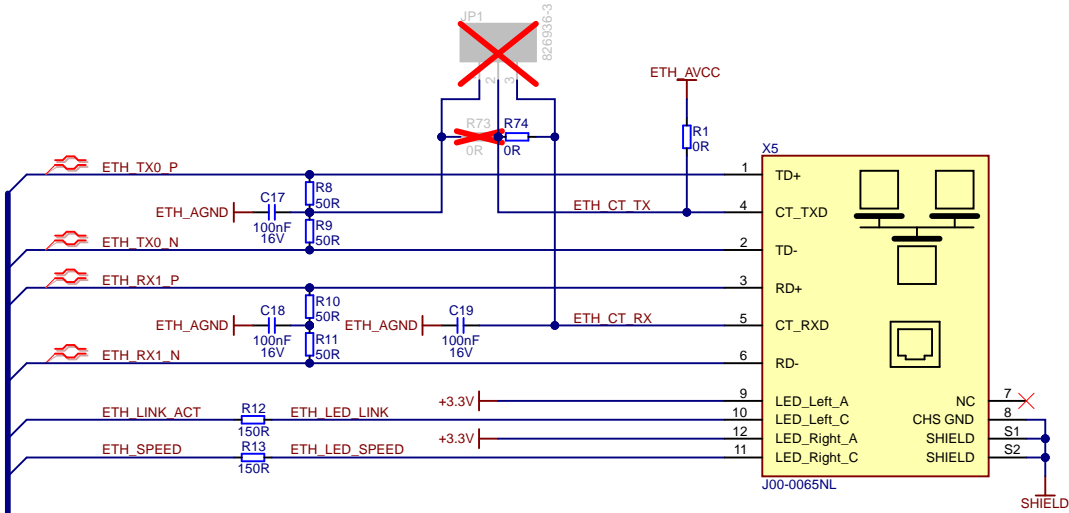 JP1
826936-3
2
3
R73
0R
R74
0R
ETH_AVCC
R1
0R
X5
ETH_TX0_P
1
TD+
R8
50R
C17
100nF
16V
ETH_AGND
ETH_CT_TX
4
CT_TXD
R9
50R
ETH_TX0_N
2
TD-
ETH_RX1_P
3
RD+
R10
50R
C18
100nF
16V
ETH_AGND
ETH_AGND
C19
100nF
16V
ETH_CT_RX
5
CT_RXD
R11
50R
ETH_RX1_N
6
RD-
+3.3V
9
LED_Left_A
NC
7
ETH_LINK_ACT
R12
150R
ETH_LED_LINK
10
LED_Left_C
CHS GND
8
+3.3V
12
LED_Right_A
SHIELD
S1
ETH_SPEED
R13
150R
ETH_LED_SPEED
11
LED_Right_C
SHIELD
S2
J00-0065NL
SHIELD